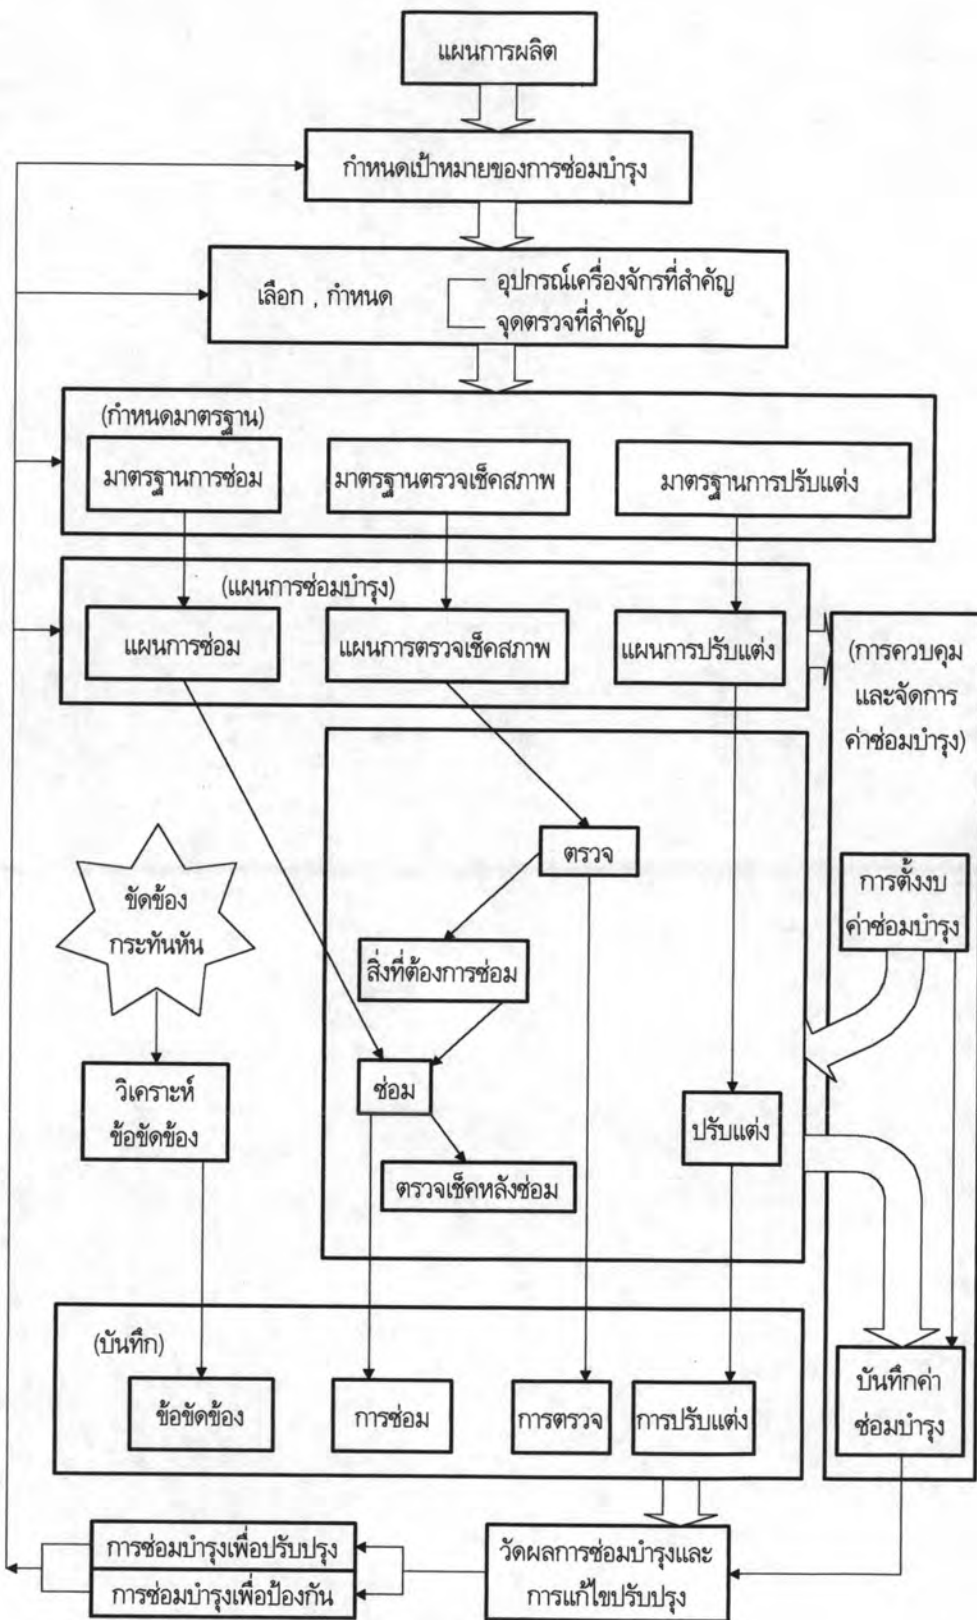 แผนการผลิต
กำหนดเป้าหมายของการซ่อมบำรุง
เลือก , กำหนด
อุปกรณ์เครื่องจักรที่สำคัญ
จุดตรวจที่สำคัญ
(กำหนดมาตรฐาน)
มาตรฐานการซ่อม
มาตรฐานตรวจเช็คสภาพ
มาตรฐานการปรับแต่ง
(แผนการซ่อมบำรุง)
แผนการซ่อม
แผนการตรวจเช็คสภาพ
แผนการปรับแต่ง
(การควบคุม
และจัดการ
ค่าซ่อมบำรุง)
ตรวจ
การตั้งงบ
ค่าซ่อมบำรุง
ขัดข้อง
กระทันหัน
สิ่งที่ต้องการซ่อม
วิเคราะห์
ข้อขัดข้อง
ซ่อม
ปรับแต่ง
ตรวจเช็คหลังซ่อม
(บันทึก)
ข้อขัดข้อง
การซ่อม
การตรวจ
การปรับแต่ง
บันทึกค่า
ซ่อมบำรุง
การซ่อมบำรุงเพื่อปรับปรุง
การซ่อมบำรุงเพื่อป้องกัน
วัดผลการซ่อมบำรุงและ
การแก้ไขปรับปรุง